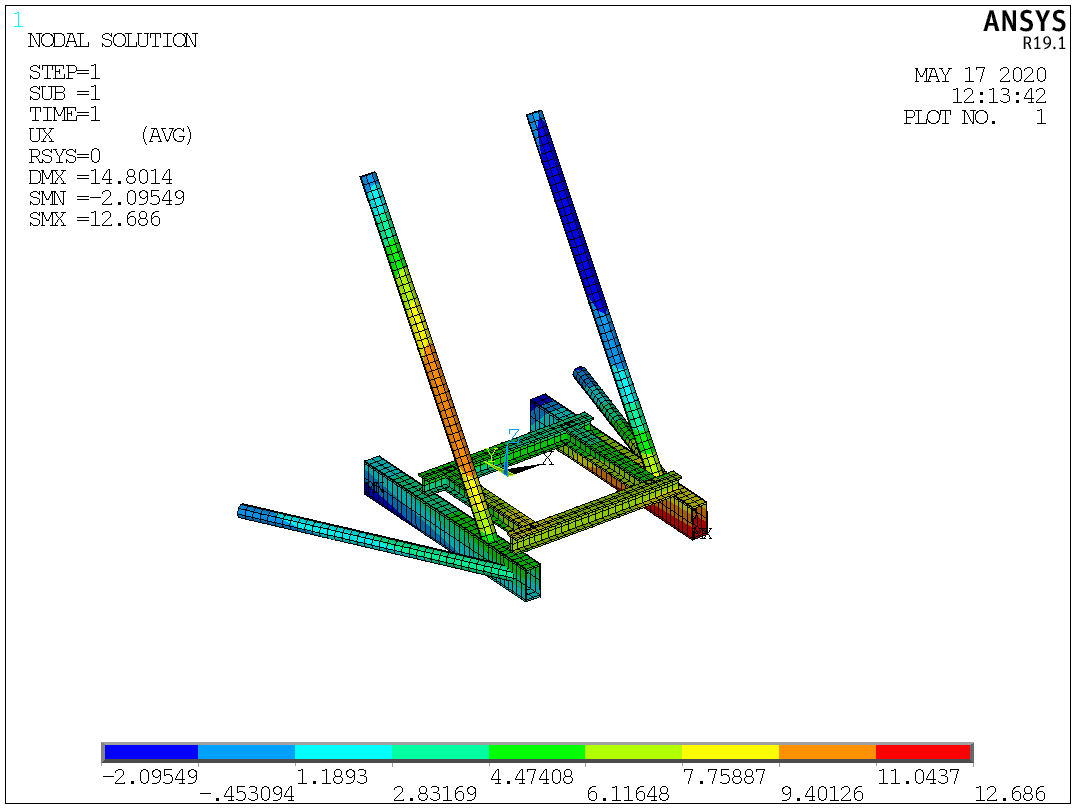 1
ANSYS
R19.1
NODAL SOLUTION
STEP=1
SUB =1
TIME=1
UX (AVG)
RSYS=0
DMX =14.8014
SMN =-2.09549
SMX =12.686
MAY 17 2020
12:13:42
PLOT NO. 1
Z
Y
X
-2.09549
-.453094
1.1893
2.83169
4.47408
6.11648
7.75887
9.40126
11.0437
12.686